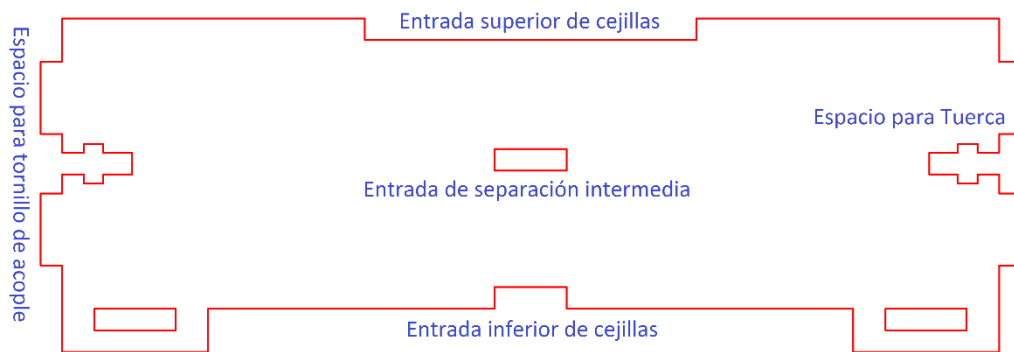 Entrada superior de cejillas
Espacio para tornillo de acople
Espacio para Tuerca
Entrada de separación intermedia
Entrada inferior de cejillas